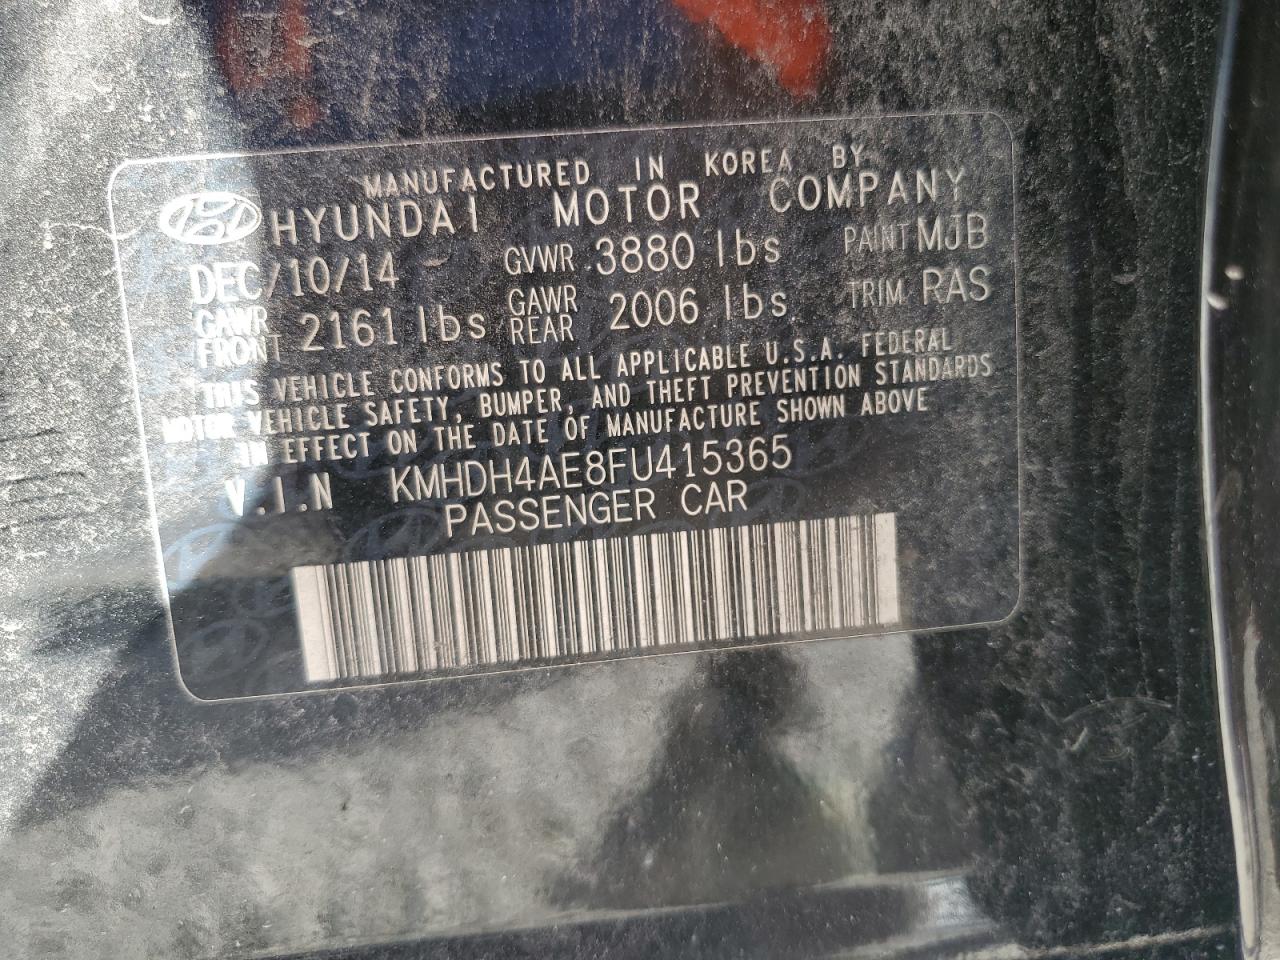 MANUFACTURED IN KOREA BY
HYUNDAI MOTOR COMPANY
DEC/10/14 GVWR 3880 lbs PAINT MJB
GAWR FRONT 2161 lbs GAWR REAR 2006 lbs TRIM RAS
THIS VEHICLE CONFORMS TO ALL APPLICABLE U.S.A. FEDERAL
MOTOR VEHICLE SAFETY, BUMPER, AND THEFT PREVENTION STANDARDS
IN EFFECT ON THE DATE OF MANUFACTURE SHOWN ABOVE
V.I.N KMHDH4AE8FU415365
PASSENGER CAR